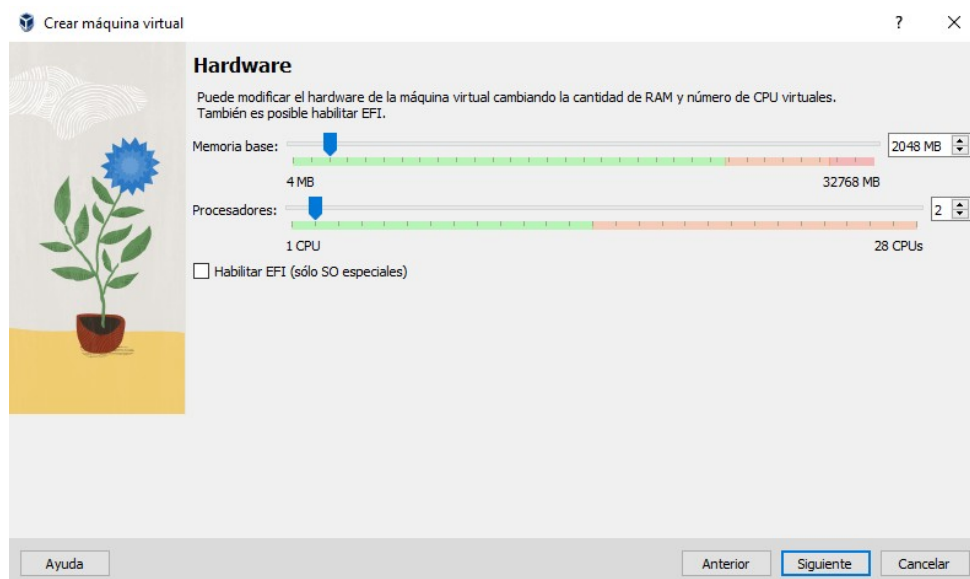 Crear máquina virtual
?
Hardware
Puede modificar el hardware de la máquina virtual cambiando la cantidad de RAM y número de CPU virtuales.
También es posible habilitar EFI.
Memoria base:
2048 MB
4 MB
32768 MB
Procesadores:
2
1 CPU
28 CPUs
Habilitar EFI (sólo SO especiales)
Ayuda
Anterior
Siguiente
Cancelar